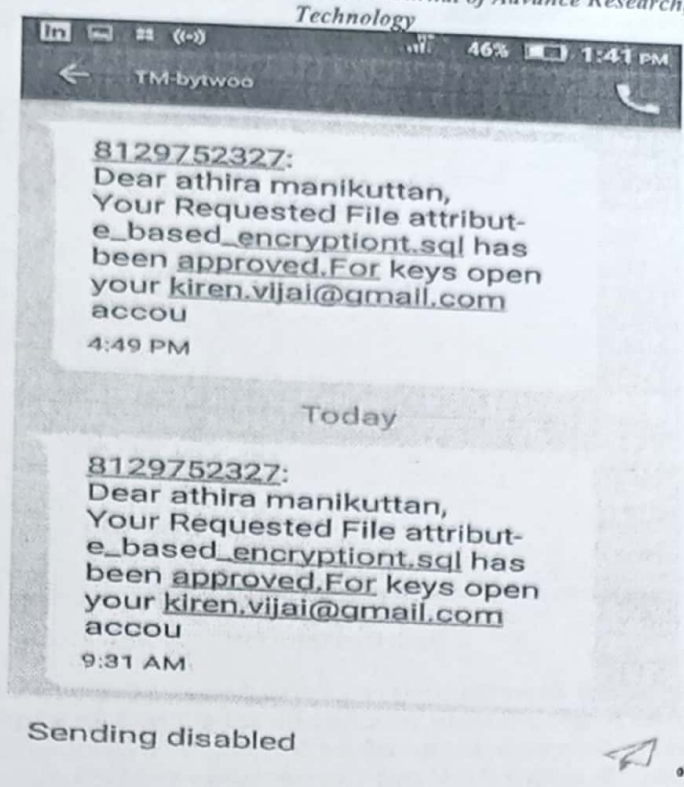 of Advance Research,
Technology
46% 1:41 PM
TM-bytwoo
8129752327:
Dear athira manikuttan,
Your Requested File attribut-
e_based_encryptiont.sql has
been approved.For keys open
your kiren.vijai@gmail.com
accou
4:49 PM
Today
8129752327:
Dear athira manikuttan,
Your Requested File attribut-
e_based_encryptiont.sql has
been approved.For keys open
your kiren.vijai@gmail.com
accou
9:31 AM
Sending disabled